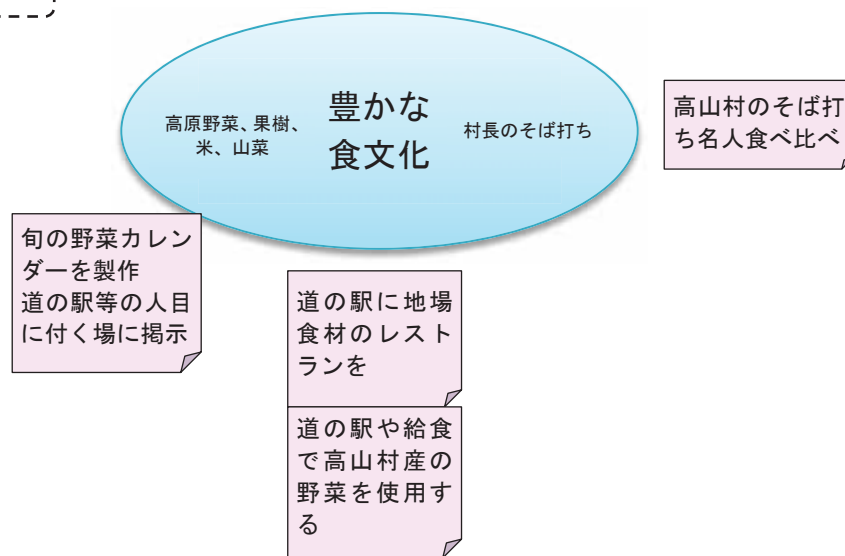 豊かな
食文化
高原野菜、果樹、
米、山菜
村長のそば打ち
高山村のそば打
ち名人食べ比べ
旬の野菜カレン
ダーを製作
道の駅等の人目
に付く場に掲示
道の駅に地場
食材のレスト
ランを
道の駅や給食
で高山村産の
野菜を使用す
る